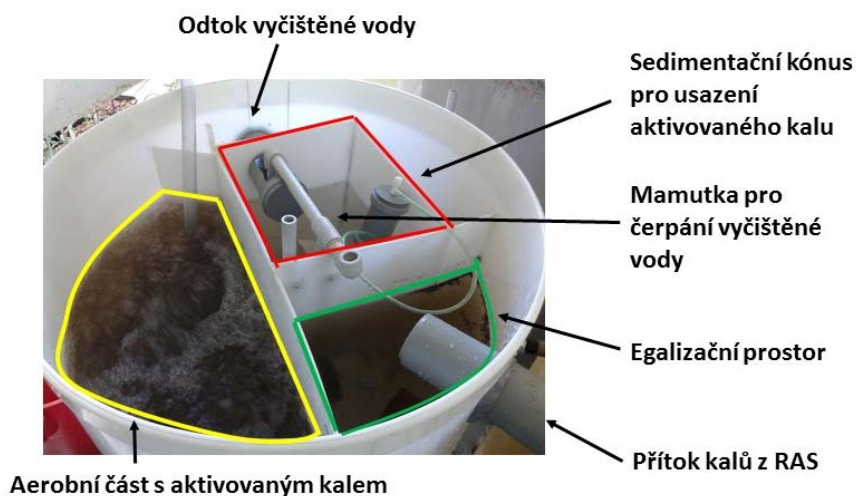 Odtok vyčištěné vody
Sedimentační kónus
pro usazení
aktivovaného kalu
Mamutka pro
čerpání vyčištěné
vody
Egalizační prostor
Přítok kalů z RAS
Aerobní část s aktivovaným kalem